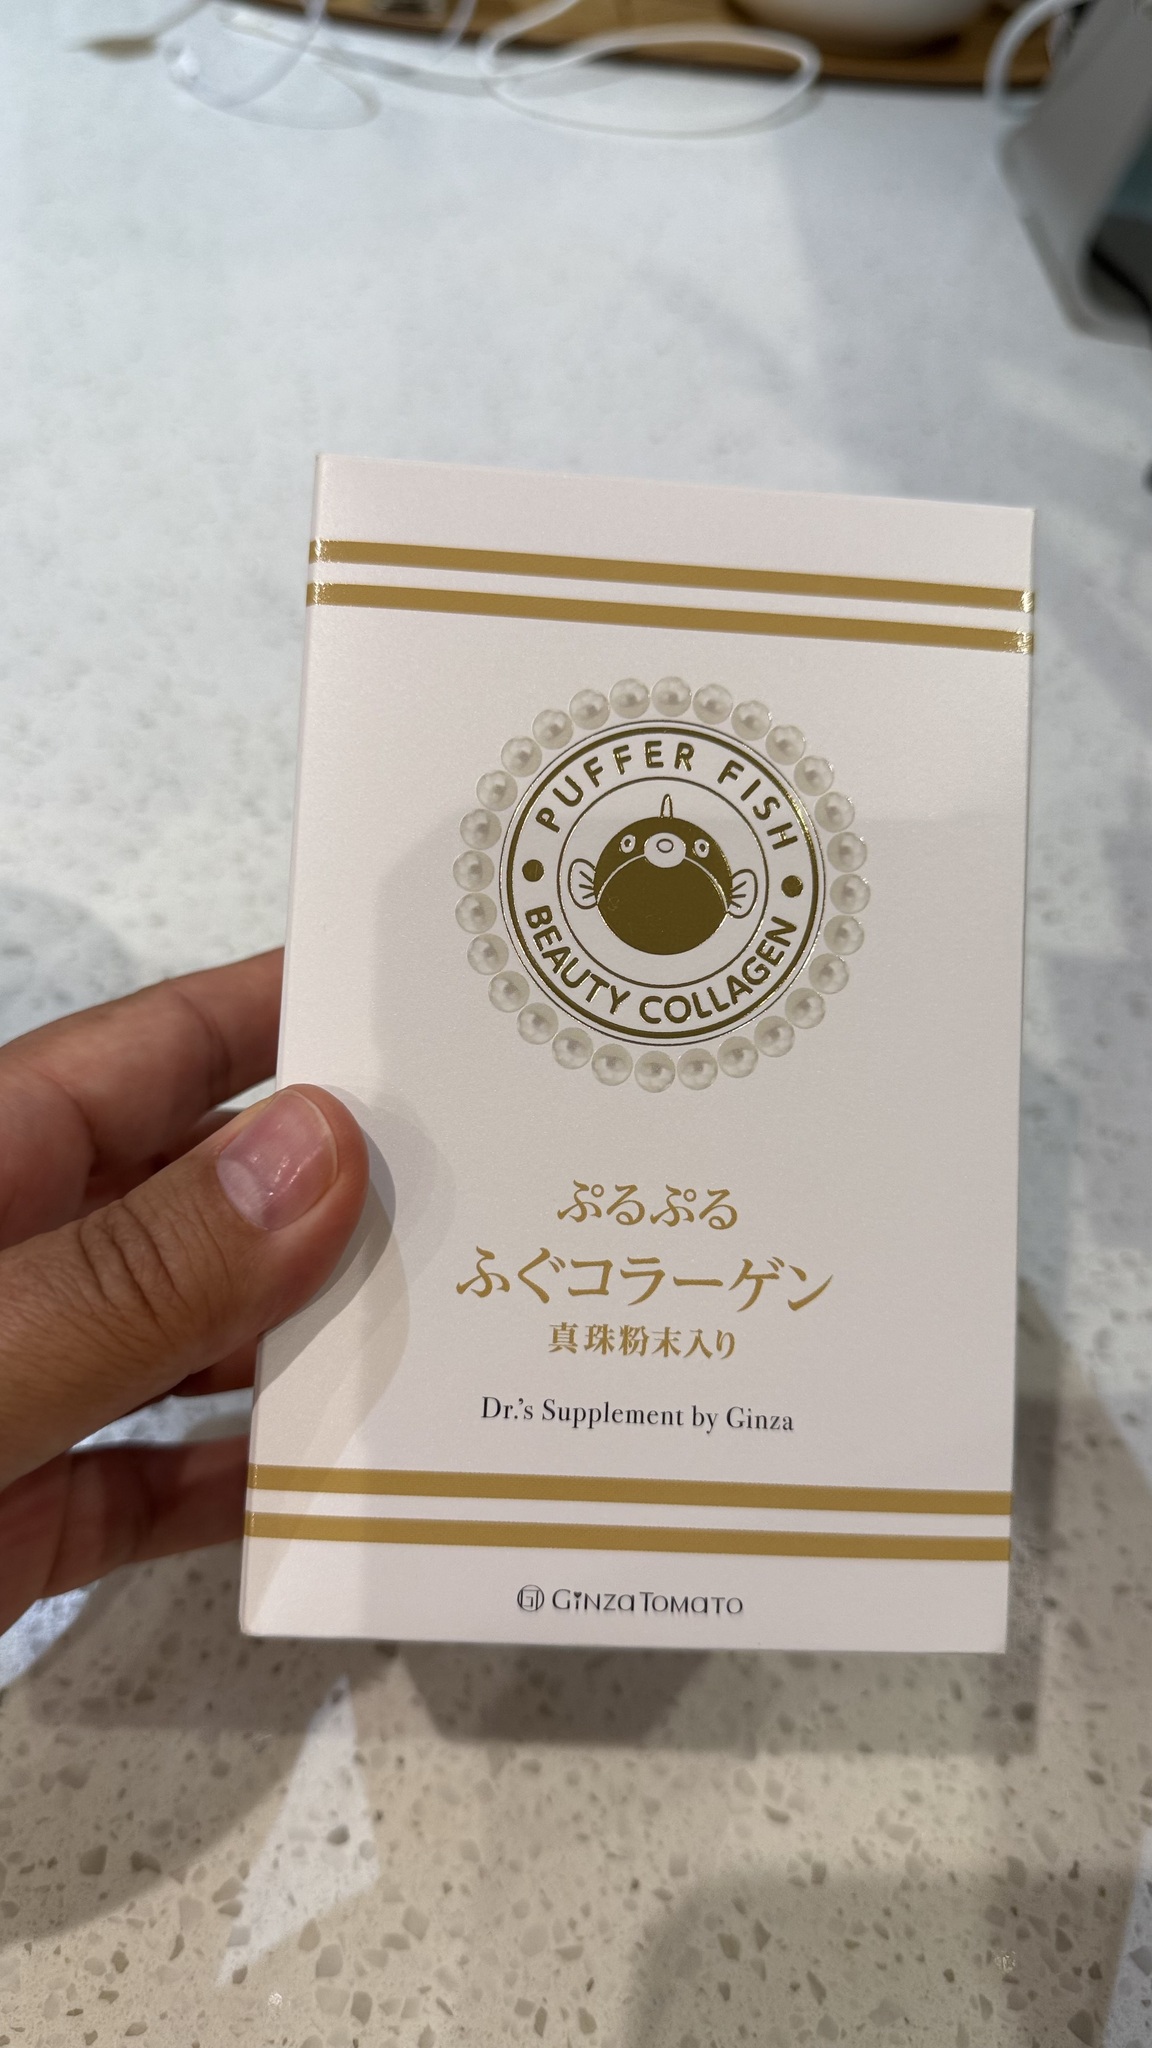 PUFFER FISH
BEAUTY COLLAGEN
ぷるぷる
ふぐコラーゲン
真珠粉末入り
Dr.'s Supplement by Ginza
GINZA TOMATO